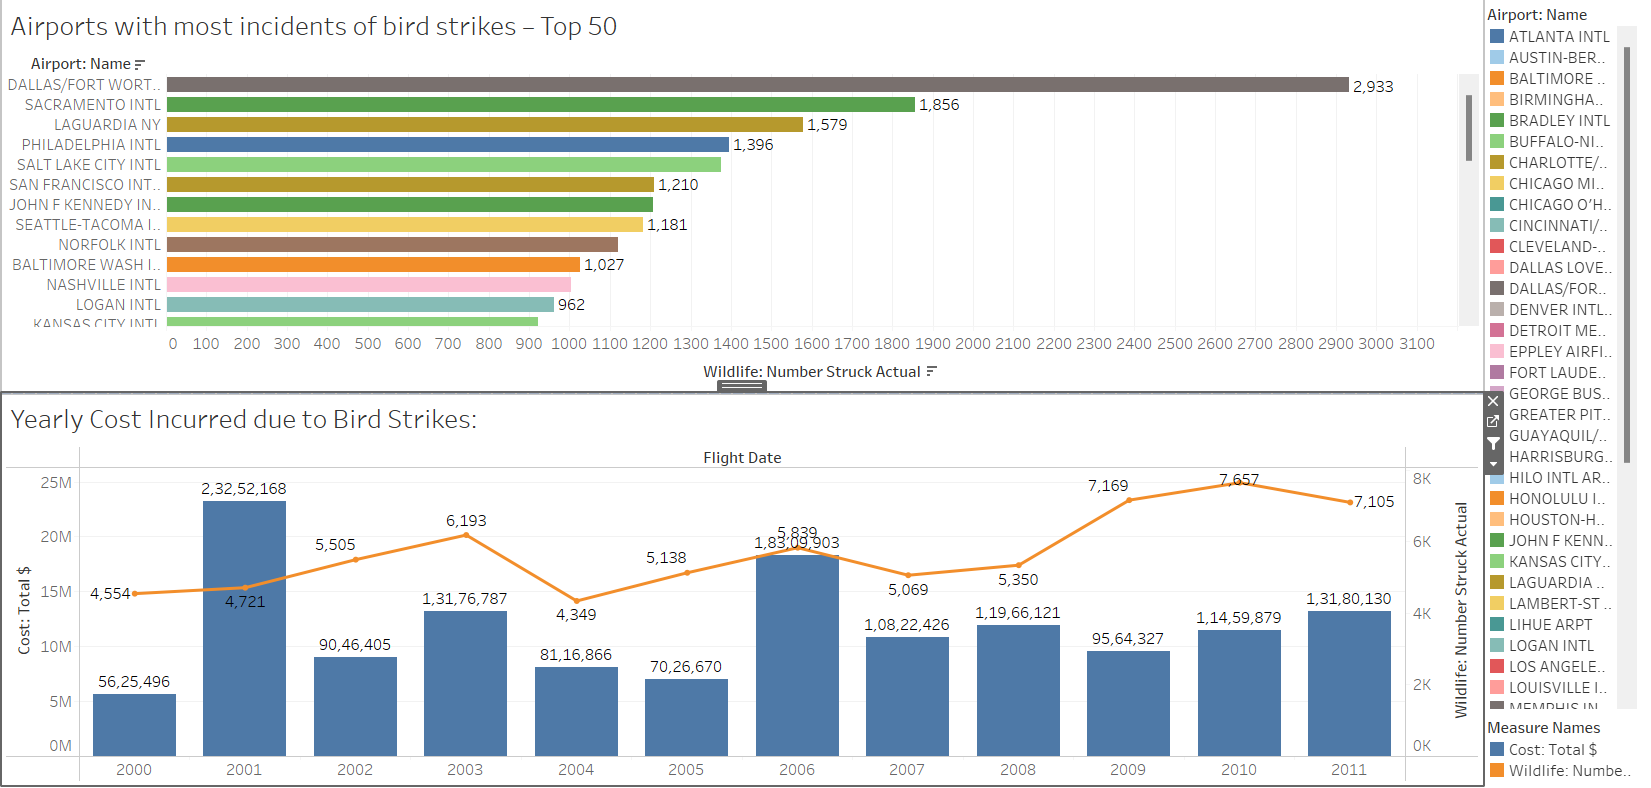 Airports with most incidents of bird strikes – Top 50
Airport: Name
DALLAS/FORT WORT.. 2,933
SACRAMENTO INTL 1,856
LAGUARDIA NY 1,579
PHILADELPHIA INTL 1,396
SALT LAKE CITY INTL
SAN FRANCISCO INT.. 1,210
JOHN F KENNEDY IN..
SEATTLE-TACOMA I.. 1,181
NORFOLK INTL
BALTIMORE WASH I.. 1,027
NASHVILLE INTL
LOGAN INTL 962
KANSAS CITY INTL
0 100 200 300 400 500 600 700 800 900 1000 1100 1200 1300 1400 1500 1600 1700 1800 1900 2000 2100 2200 2300 2400 2500 2600 2700 2800 2900 3000 3100
Wildlife: Number Struck Actual
Yearly Cost Incurred due to Bird Strikes:
Flight Date
Cost: Total $
25M
20M
15M
10M
5M
0M
4,554
4,721
5,505
6,193
4,349
5,138
5,839
5,069
5,350
7,169
7,657
7,105
56,25,496
2,32,52,168
90,46,405
1,31,76,787
81,16,866
70,26,670
1,83,09,903
1,08,22,426
1,19,66,121
95,64,327
1,14,59,879
1,31,80,130
8K
6K
4K
2K
0K
Wildlife: Number Struck Actual
2000 2001 2002 2003 2004 2005 2006 2007 2008 2009 2010 2011
Airport: Name
ATLANTA INTL
AUSTIN-BER..
BALTIMORE ..
BIRMINGHA..
BRADLEY INTL
BUFFALO-NI..
CHARLOTTE/..
CHICAGO MI..
CHICAGO O'H..
CINCINNATI/..
CLEVELAND-..
DALLAS LOVE..
DALLAS/FOR..
DENVER INTL..
DETROIT ME..
EPPLEY AIRFI..
FORT LAUDE..
GEORGE BUS..
GREATER PIT..
GUAYAQUIL/..
HARRISBURG..
HILO INTL AR..
HONOLULU I..
HOUSTON-H..
JOHN F KENN..
KANSAS CITY..
LAGUARDIA ..
LAMBERT-ST ..
LIHUE ARPT
LOGAN INTL
LOS ANGELE..
LOUISVILLE I..
MEMPHIS IN..
Measure Names
Cost: Total $
Wildlife: Numbe..